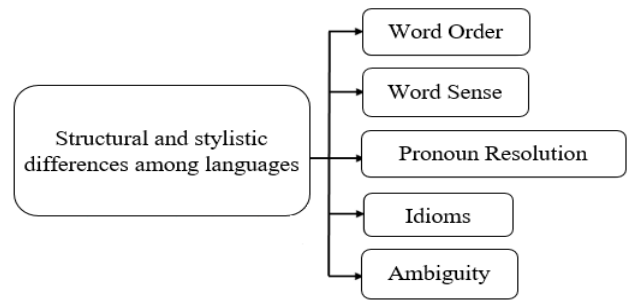 Structural and stylistic
differences among languages
Word Order
Word Sense
Pronoun Resolution
Idioms
Ambiguity